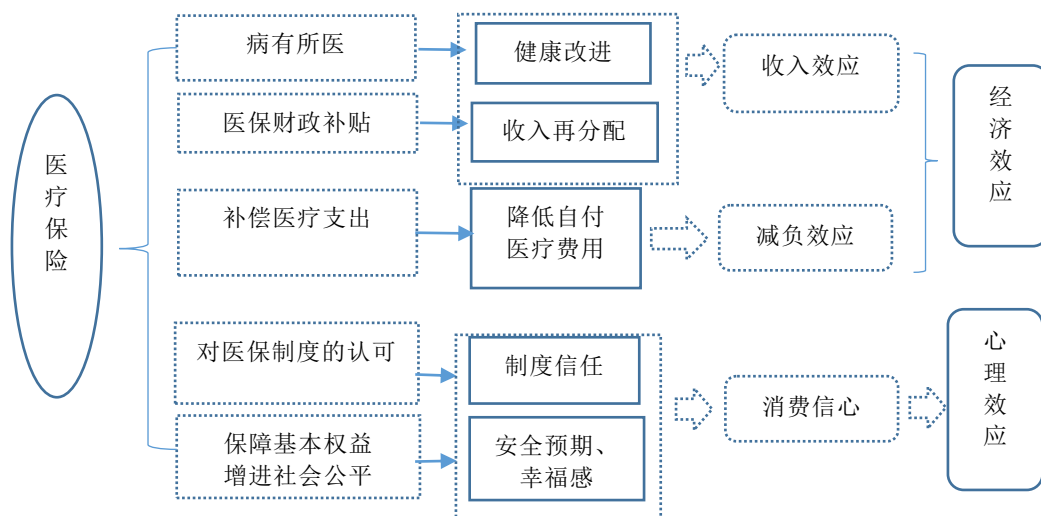 医疗保险
病有所医
健康改进
收入效应
医保财政补贴
收入再分配
经济效应
补偿医疗支出
降低自付
医疗费用
减负效应
对医保制度的认可
制度信任
消费信心
心理效应
保障基本权益
增进社会公平
安全预期、
幸福感